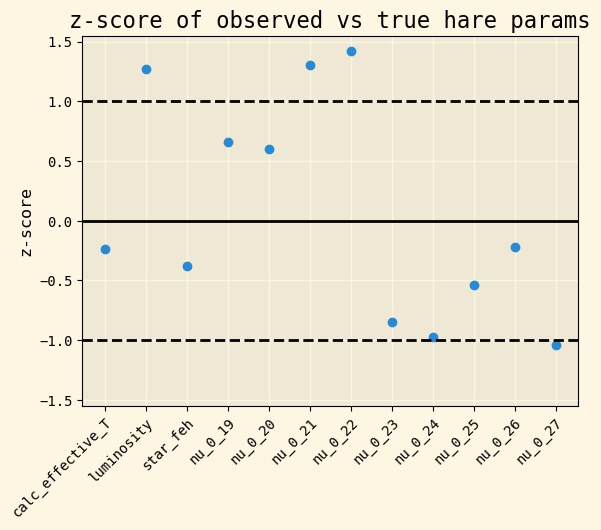 z-score of observed vs true hare params
1.5
1.0
0.5
0.0
−0.5
−1.0
−1.5
z-score
calc_effective_T
luminosity
star_feh
nu_0_19
nu_0_20
nu_0_21
nu_0_22
nu_0_23
nu_0_24
nu_0_25
nu_0_26
nu_0_27